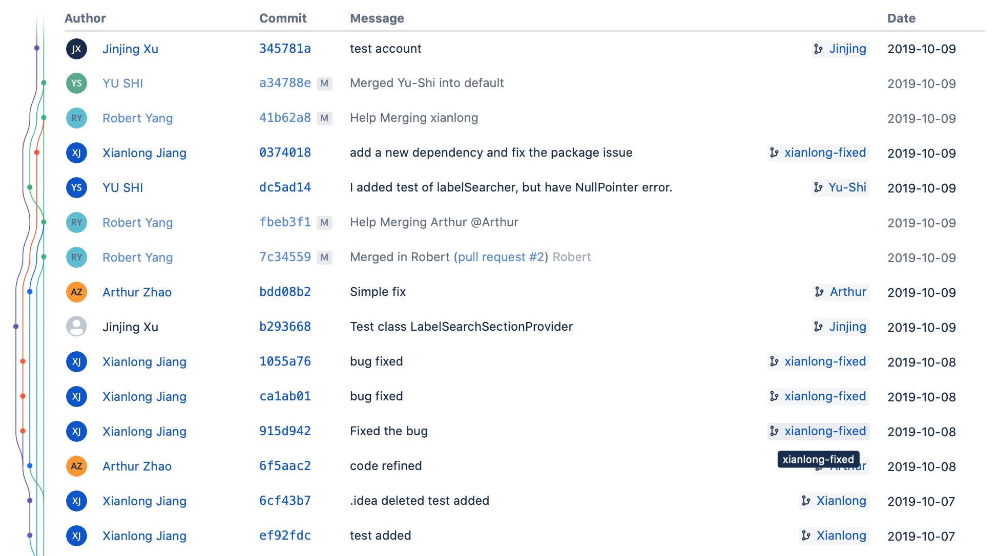 Author Commit Message Date
JX Jinjing Xu 345781a test account Jinjing 2019-10-09
YS YU SHI a34788e M Merged Yu-Shi into default 2019-10-09
RY Robert Yang 41b62a8 M Help Merging xianlong 2019-10-09
XJ Xianlong Jiang 0374018 add a new dependency and fix the package issue xianlong-fixed 2019-10-09
YS YU SHI dc5ad14 I added test of labelSearcher, but have NullPointer error. Yu-Shi 2019-10-09
RY Robert Yang fbeb3f1 M Help Merging Arthur @Arthur 2019-10-09
RY Robert Yang 7c34559 M Merged in Robert (pull request #2) Robert 2019-10-09
AZ Arthur Zhao bdd08b2 Simple fix Arthur 2019-10-09
Jinjing Xu b293668 Test class LabelSearchSectionProvider Jinjing 2019-10-09
XJ Xianlong Jiang 1055a76 bug fixed xianlong-fixed 2019-10-08
XJ Xianlong Jiang ca1ab01 bug fixed xianlong-fixed 2019-10-08
XJ Xianlong Jiang 915d942 Fixed the bug xianlong-fixed 2019-10-08
xianlong-fixed
AZ Arthur Zhao 6f5aac2 code refined Arthur 2019-10-08
XJ Xianlong Jiang 6cf43b7 .idea deleted test added Xianlong 2019-10-07
XJ Xianlong Jiang ef92fdc test added Xianlong 2019-10-07